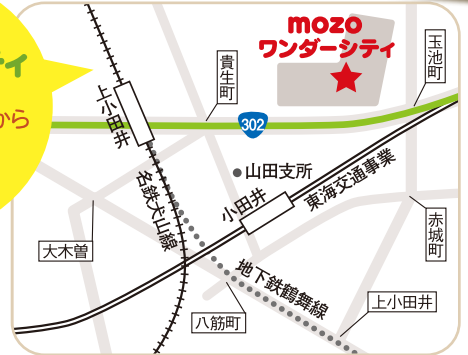 mozo
ワンダーシティ
ティ
から
貴生町
玉池町
302
上小田井
山田支所
小田井
東海交通事業
名鉄犬山線
大木曽
赤城町
地下鉄鶴舞線
上小田井
八筋町